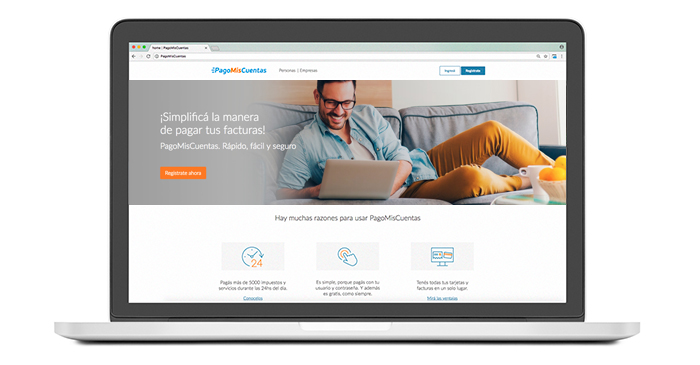 home | PagoMisCuentas
PagoMisCuentas
PagoMisCuentas
Personas | Empresas
Ingresar
Registrate
¡Simplificá la manera
de pagar tus facturas!
PagoMisCuentas. Rápido, fácil y seguro
Registrate ahora
Hay muchas razones para usar PagoMisCuentas
24
Pagás más de 5000 impuestos y
servicios durante las 24hs del día.
Conocelos
Es simple, porque pagás con tu
usuario y contraseña. Y además
es gratis, como siempre.
Tenés todas tus tarjetas y
facturas en un solo lugar.
Mirá las ventajas